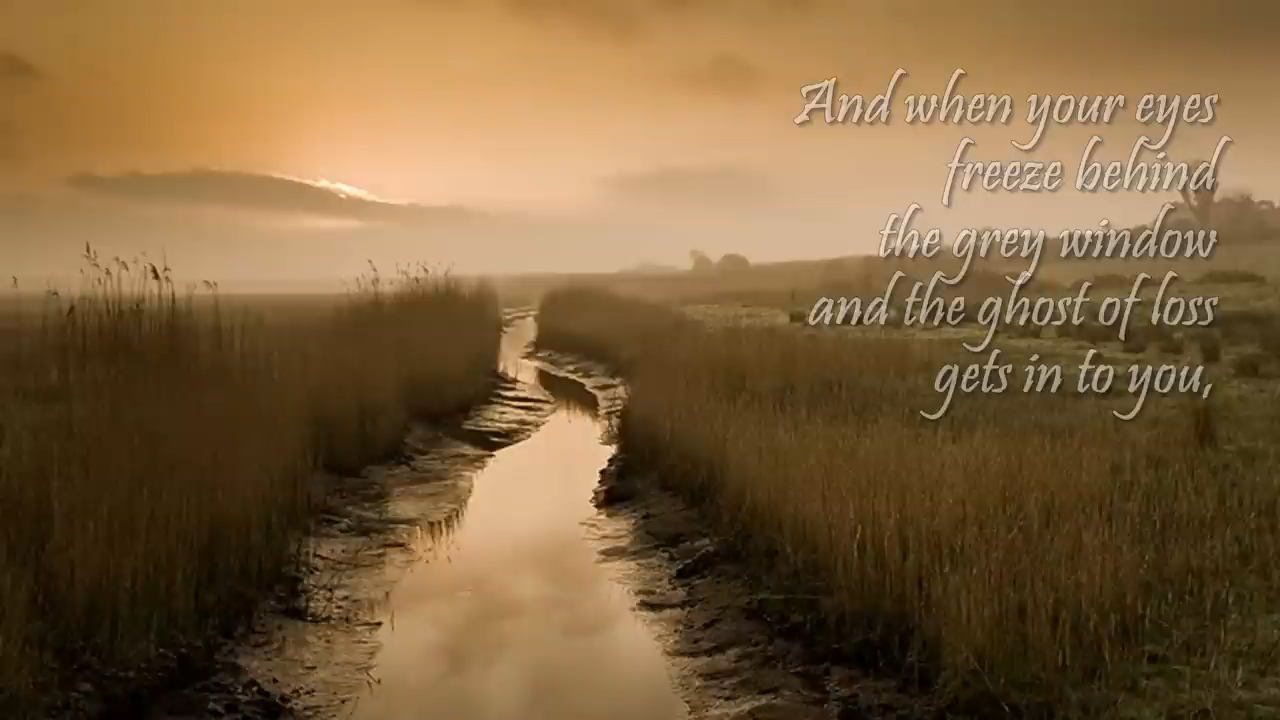 And when your eyes
freeze behind
the grey window
and the ghost of loss
gets in to you,